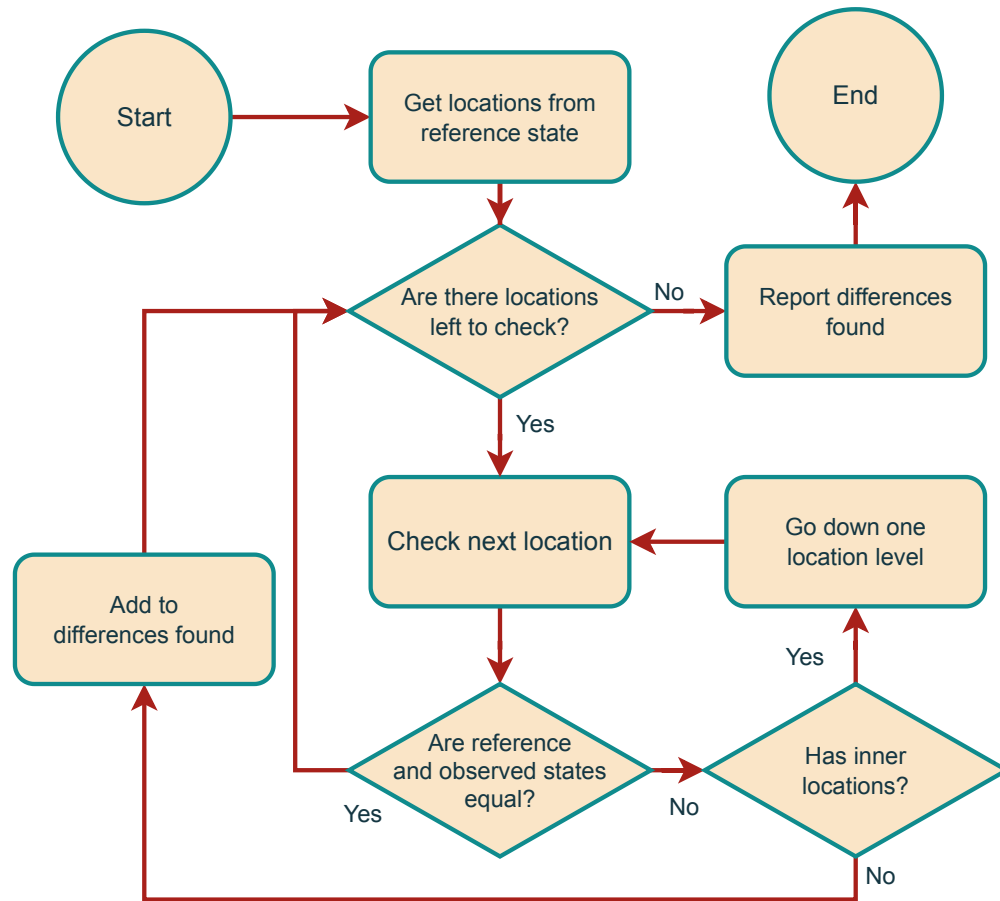 Start
Get locations from
reference state
End
Are there locations
left to check?
No
Report differences
found
Yes
Check next location
Go down one
location level
Add to
differences found
Yes
Are reference
and observed states
equal?
Has inner
locations?
Yes
No
No